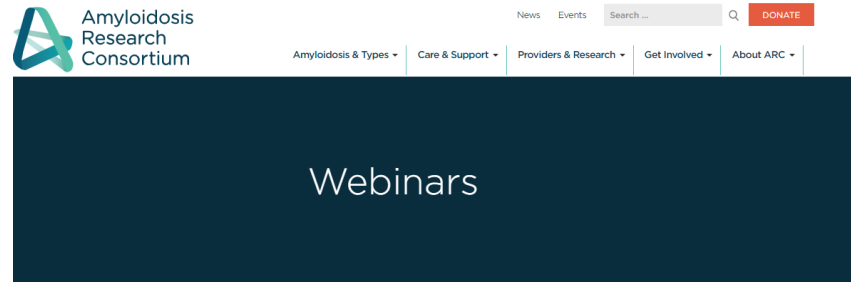 Amyloidosis
Research
Consortium
News Events Search ... DONATE
Amyloidosis & Types Care & Support Providers & Research Get Involved About ARC
Webinars